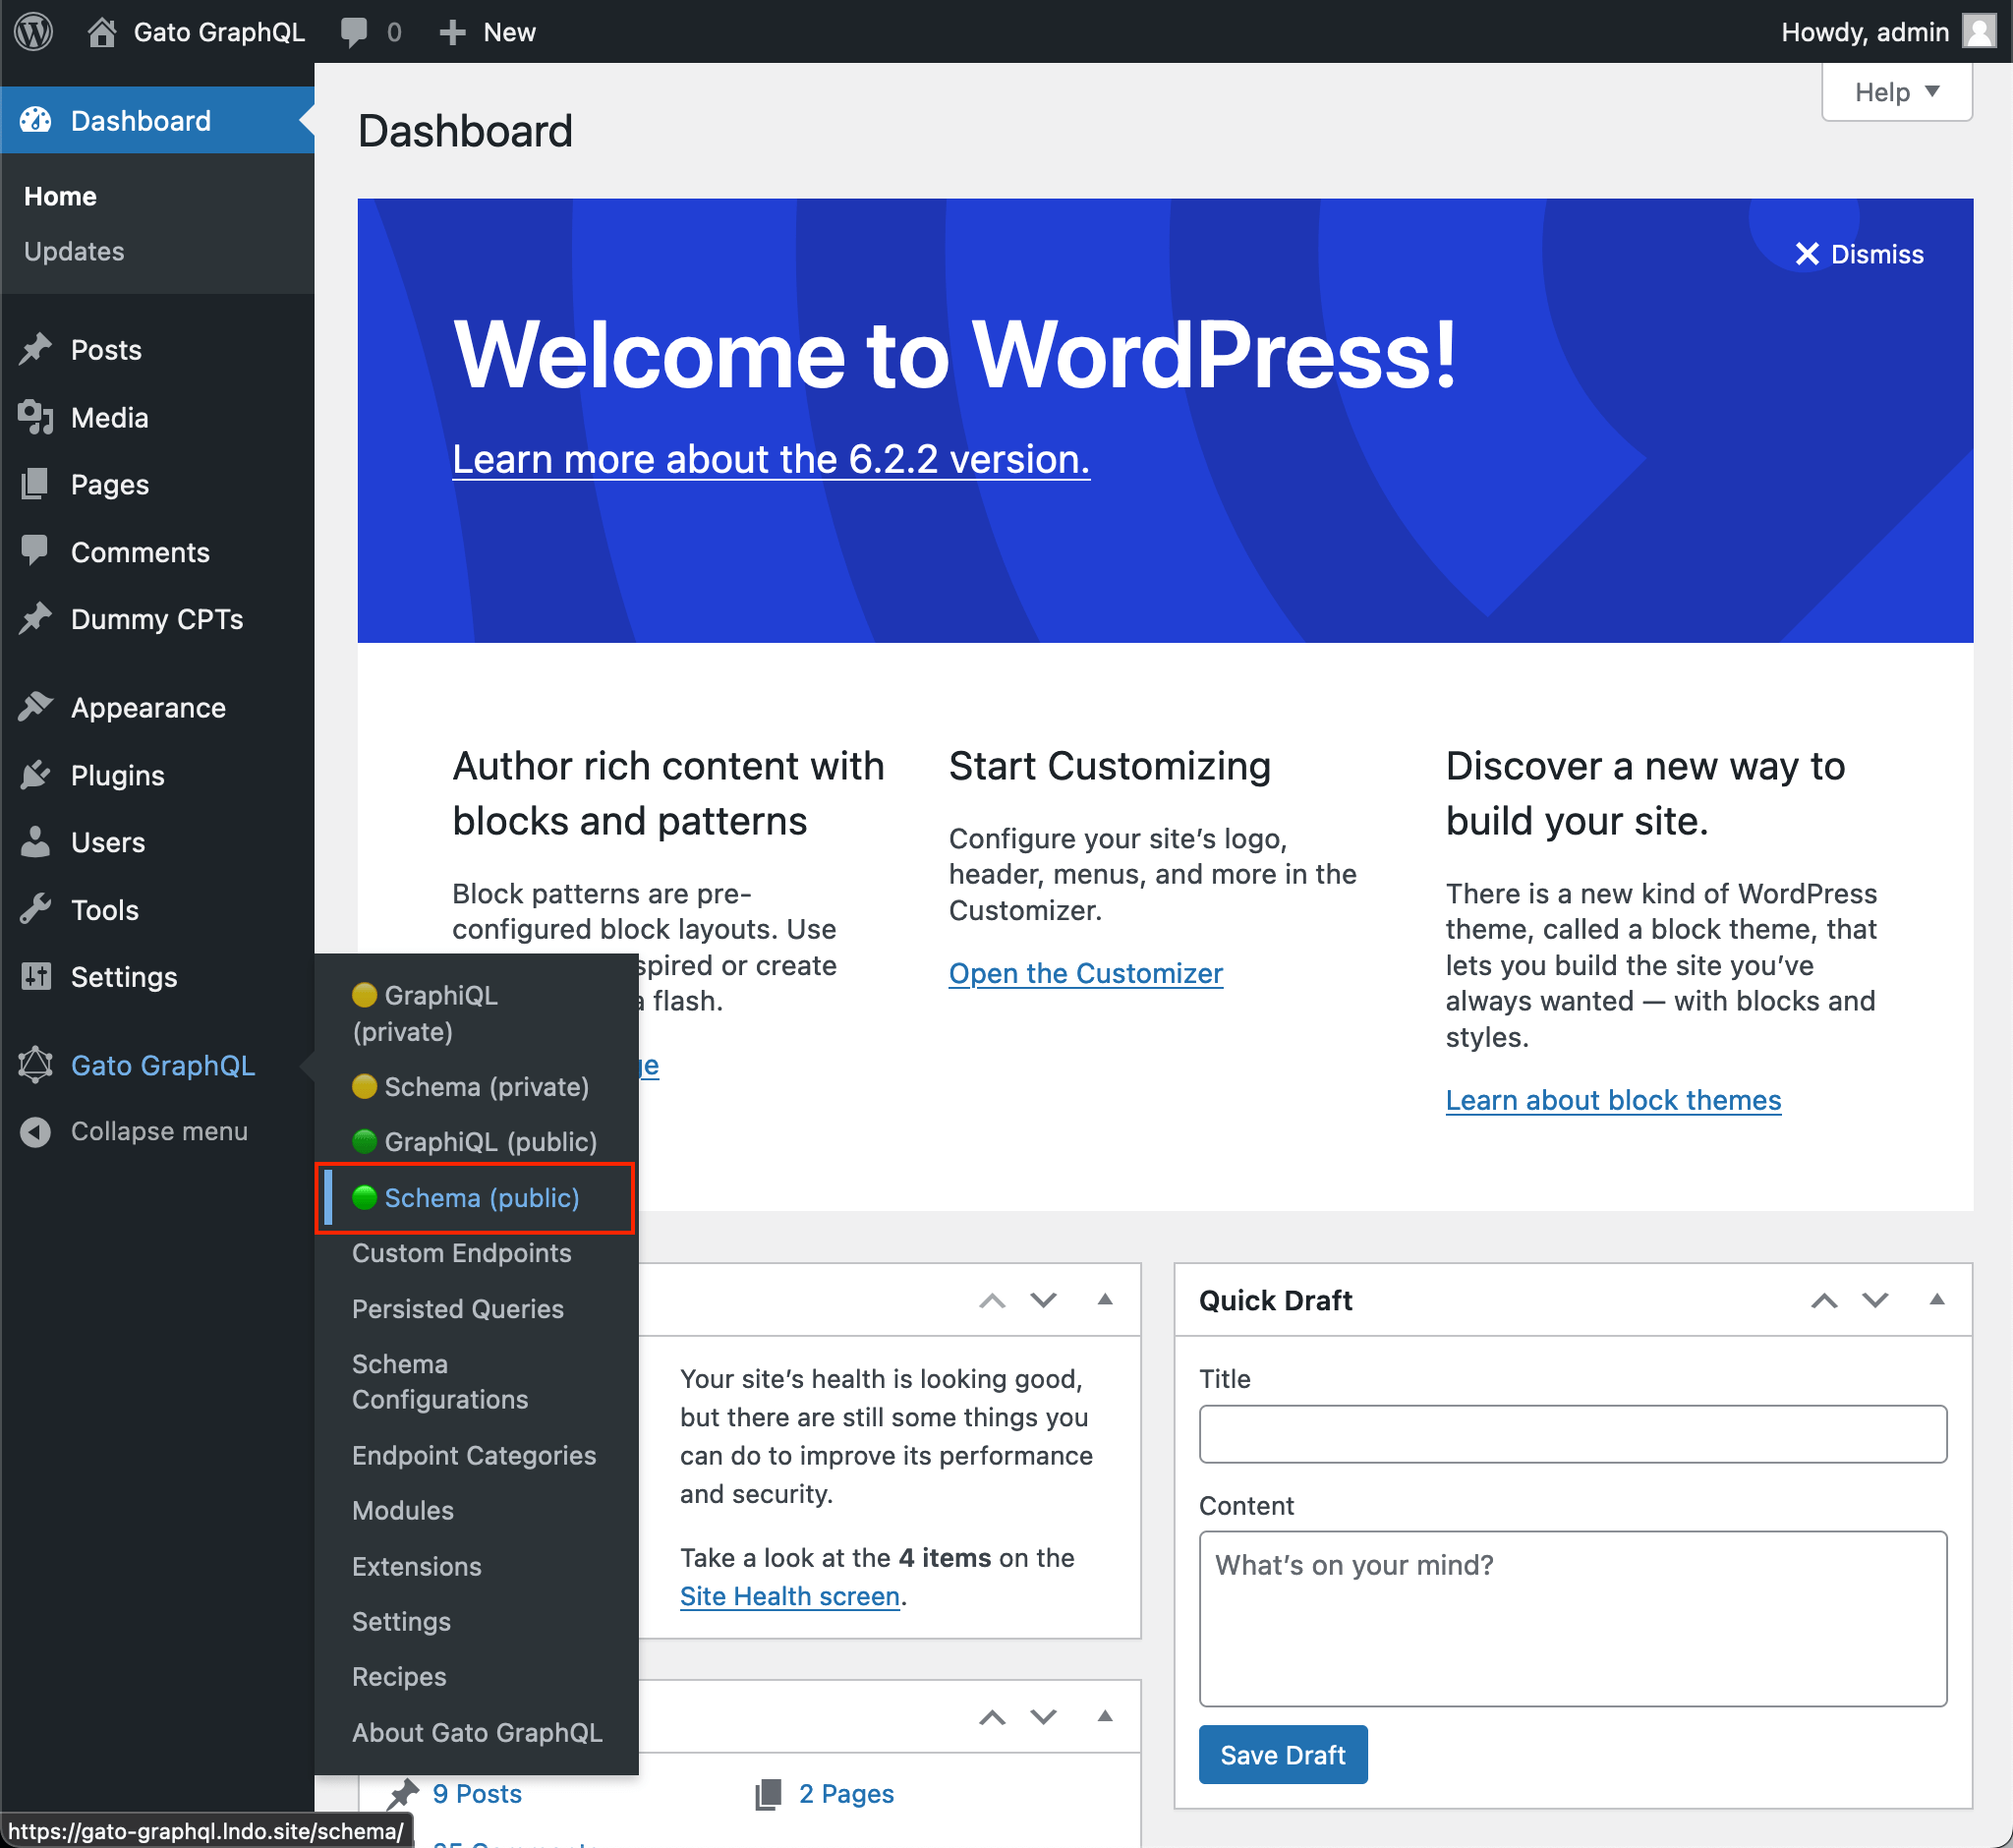 Gato GraphQL 0 New Howdy, admin
Help
Dashboard
Home
Updates
Posts
Media
Pages
Comments
Dummy CPTs
Appearance
Plugins
Users
Tools
Settings
Gato GraphQL
Collapse menu
Dashboard
Dismiss
Welcome to WordPress!
Learn more about the 6.2.2 version.
Author rich content with
blocks and patterns
Block patterns are pre-
configured block layouts. Use
spired or create
flash.
Start Customizing
Configure your site’s logo,
header, menus, and more in the
Customizer.
Open the Customizer
Discover a new way to
build your site.
There is a new kind of WordPress
theme, called a block theme, that
lets you build the site you’ve
always wanted — with blocks and
styles.
Learn about block themes
GraphiQL
(private)
Schema (private)
GraphiQL (public)
Schema (public)
Custom Endpoints
Persisted Queries
Schema
Configurations
Endpoint Categories
Modules
Extensions
Settings
Recipes
About Gato GraphQL
Your site’s health is looking good,
but there are still some things you
can do to improve its performance
and security.
Take a look at the 4 items on the
Site Health screen.
9 Posts
2 Pages
Quick Draft
Title
Content
What’s on your mind?
Save Draft
https://gato-graphql.lndo.site/schema/